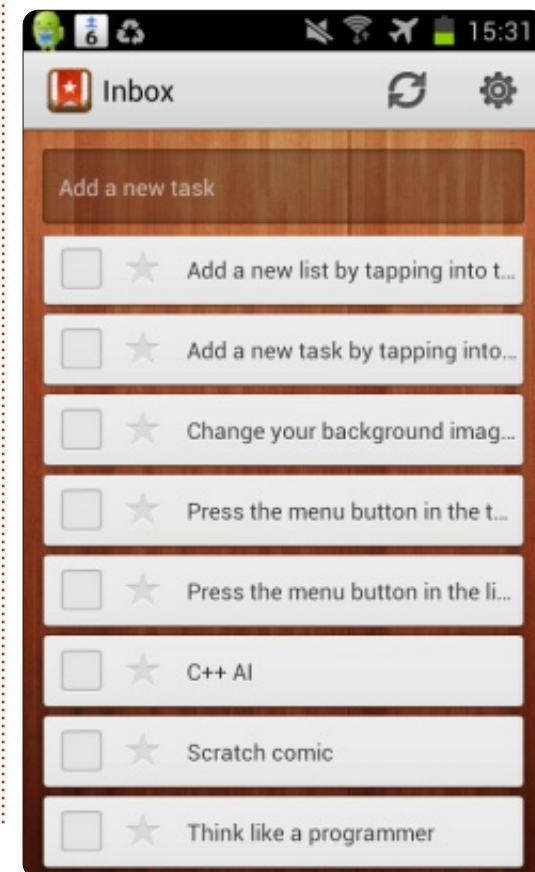 6
15:31
Inbox
Add a new task
Add a new list by tapping into t...
Add a new task by tapping into...
Change your background imag...
Press the menu button in the t...
Press the menu button in the li...
C++ AI
Scratch comic
Think like a programmer